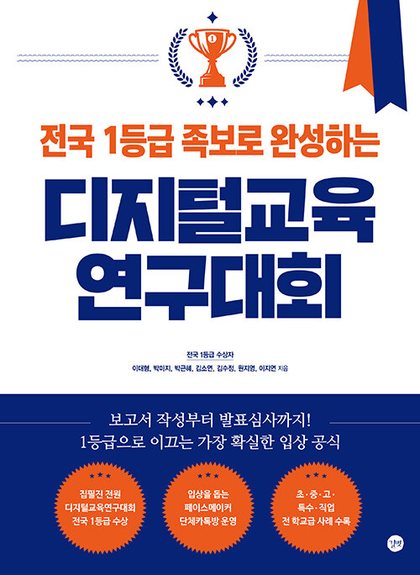 1
전국 1등급 족보로 완성하는
디지털교육
연구대회
전국 1등급 수상자
이대형, 박미지, 박근혜, 김소연, 김수정, 원지영, 이지연 지음
보고서 작성부터 발표심사까지!
1등급으로 이끄는 가장 확실한 입상 공식
집필진 전원
디지털교육연구대회
전국 1등급 수상
입상을 돕는
페이스메이커
단체카톡방 운영
초·중·고·
특수·직업
전 학교급 사례 수록
길벗